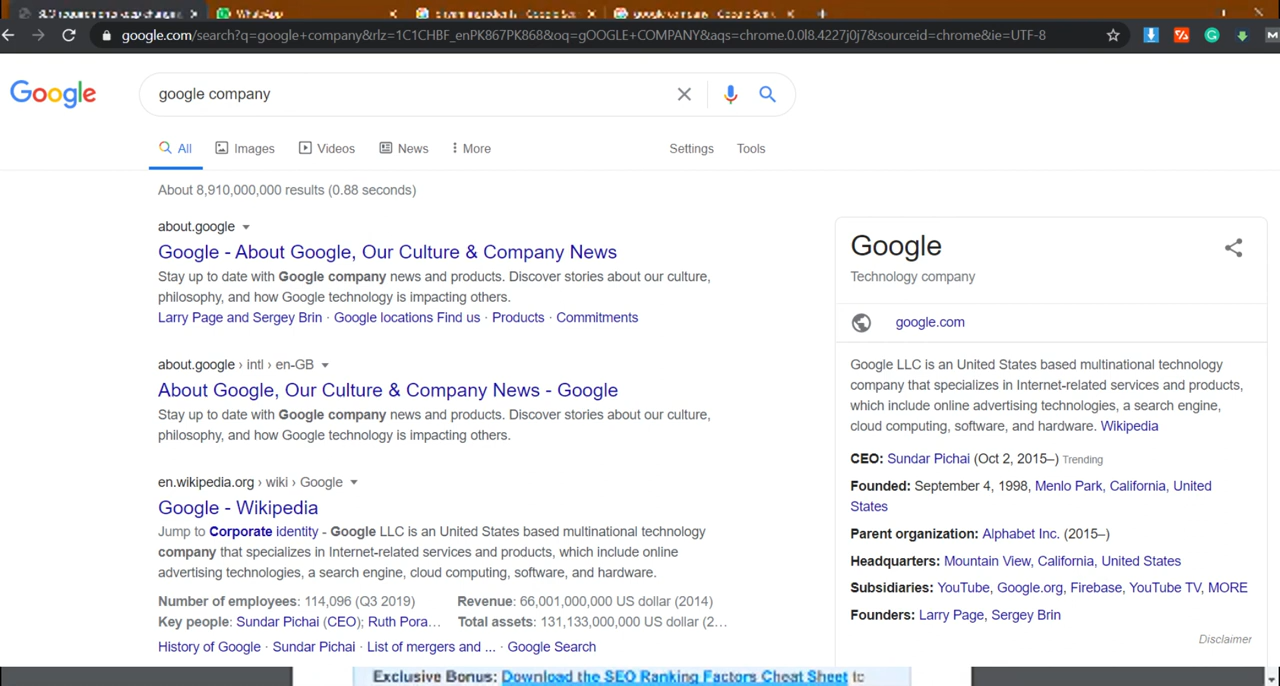 SEO requirements keep changing
WhatsApp
google company - Google Sear
google.com/search?q=google+company&rlz=1C1CHBF_enPK867PK868&oq=gOOGLE+COMPANY&aqs=chrome.0.0l8.4227j0j7&sourceid=chrome&ie=UTF-8
Google
google company
All
Images
Videos
News
More
Settings
Tools
About 8,910,000,000 results (0.88 seconds)
about.google
Google - About Google, Our Culture & Company News
Stay up to date with Google company news and products. Discover stories about our culture,
philosophy, and how Google technology is impacting others.
Larry Page and Sergey Brin · Google locations Find us · Products · Commitments
about.google › intl › en-GB
About Google, Our Culture & Company News - Google
Stay up to date with Google company news and products. Discover stories about our culture,
philosophy, and how Google technology is impacting others.
en.wikipedia.org › wiki › Google
Google - Wikipedia
Jump to Corporate identity - Google LLC is an United States based multinational technology
company that specializes in Internet-related services and products, which include online
advertising technologies, a search engine, cloud computing, software, and hardware.
Number of employees: 114,096 (Q3 2019)
Revenue: 66,001,000,000 US dollar (2014)
Key people: Sundar Pichai (CEO); Ruth Pora...
Total assets: 131,133,000,000 US dollar (2...
History of Google · Sundar Pichai · List of mergers and ... · Google Search
Google
Technology company
google.com
Google LLC is an United States based multinational technology
company that specializes in Internet-related services and products,
which include online advertising technologies, a search engine,
cloud computing, software, and hardware. Wikipedia
CEO: Sundar Pichai (Oct 2, 2015–) Trending
Founded: September 4, 1998, Menlo Park, California, United
States
Parent organization: Alphabet Inc. (2015–)
Headquarters: Mountain View, California, United States
Subsidiaries: YouTube, Google.org, Firebase, YouTube TV, MORE
Founders: Larry Page, Sergey Brin
Disclaimer
Exclusive Bonus: Download the SEO Ranking Factors Cheat Sheet to